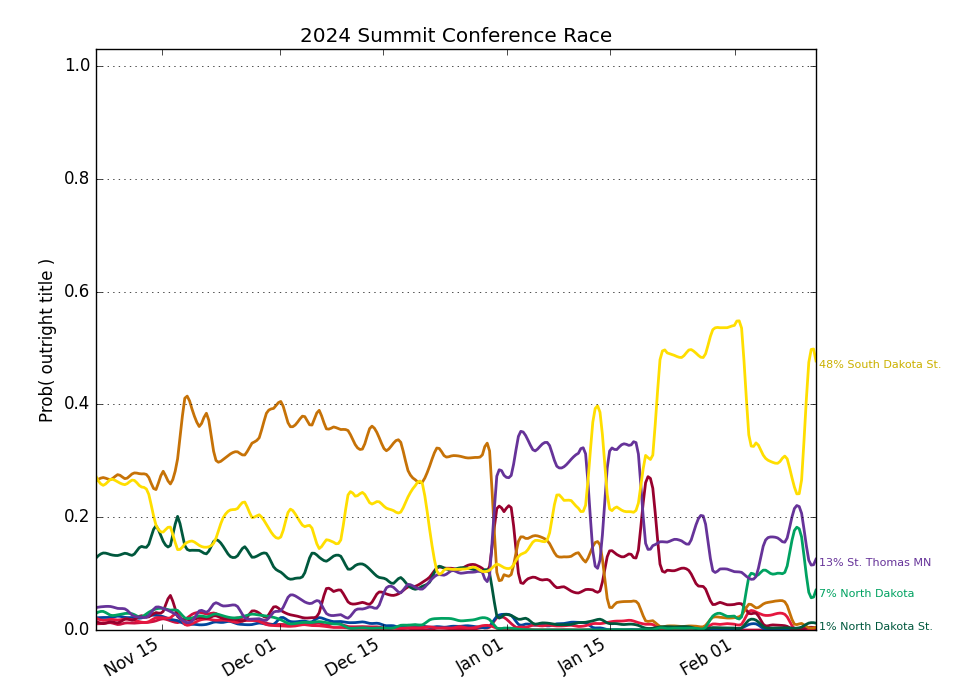 2024 Summit Conference Race
Prob( outright title )
1.0
0.8
0.6
0.4
0.2
0.0
48% South Dakota St.
13% St. Thomas MN
7% North Dakota
1% North Dakota St.
Nov 15
Dec 01
Dec 15
Jan 01
Jan 15
Feb 01